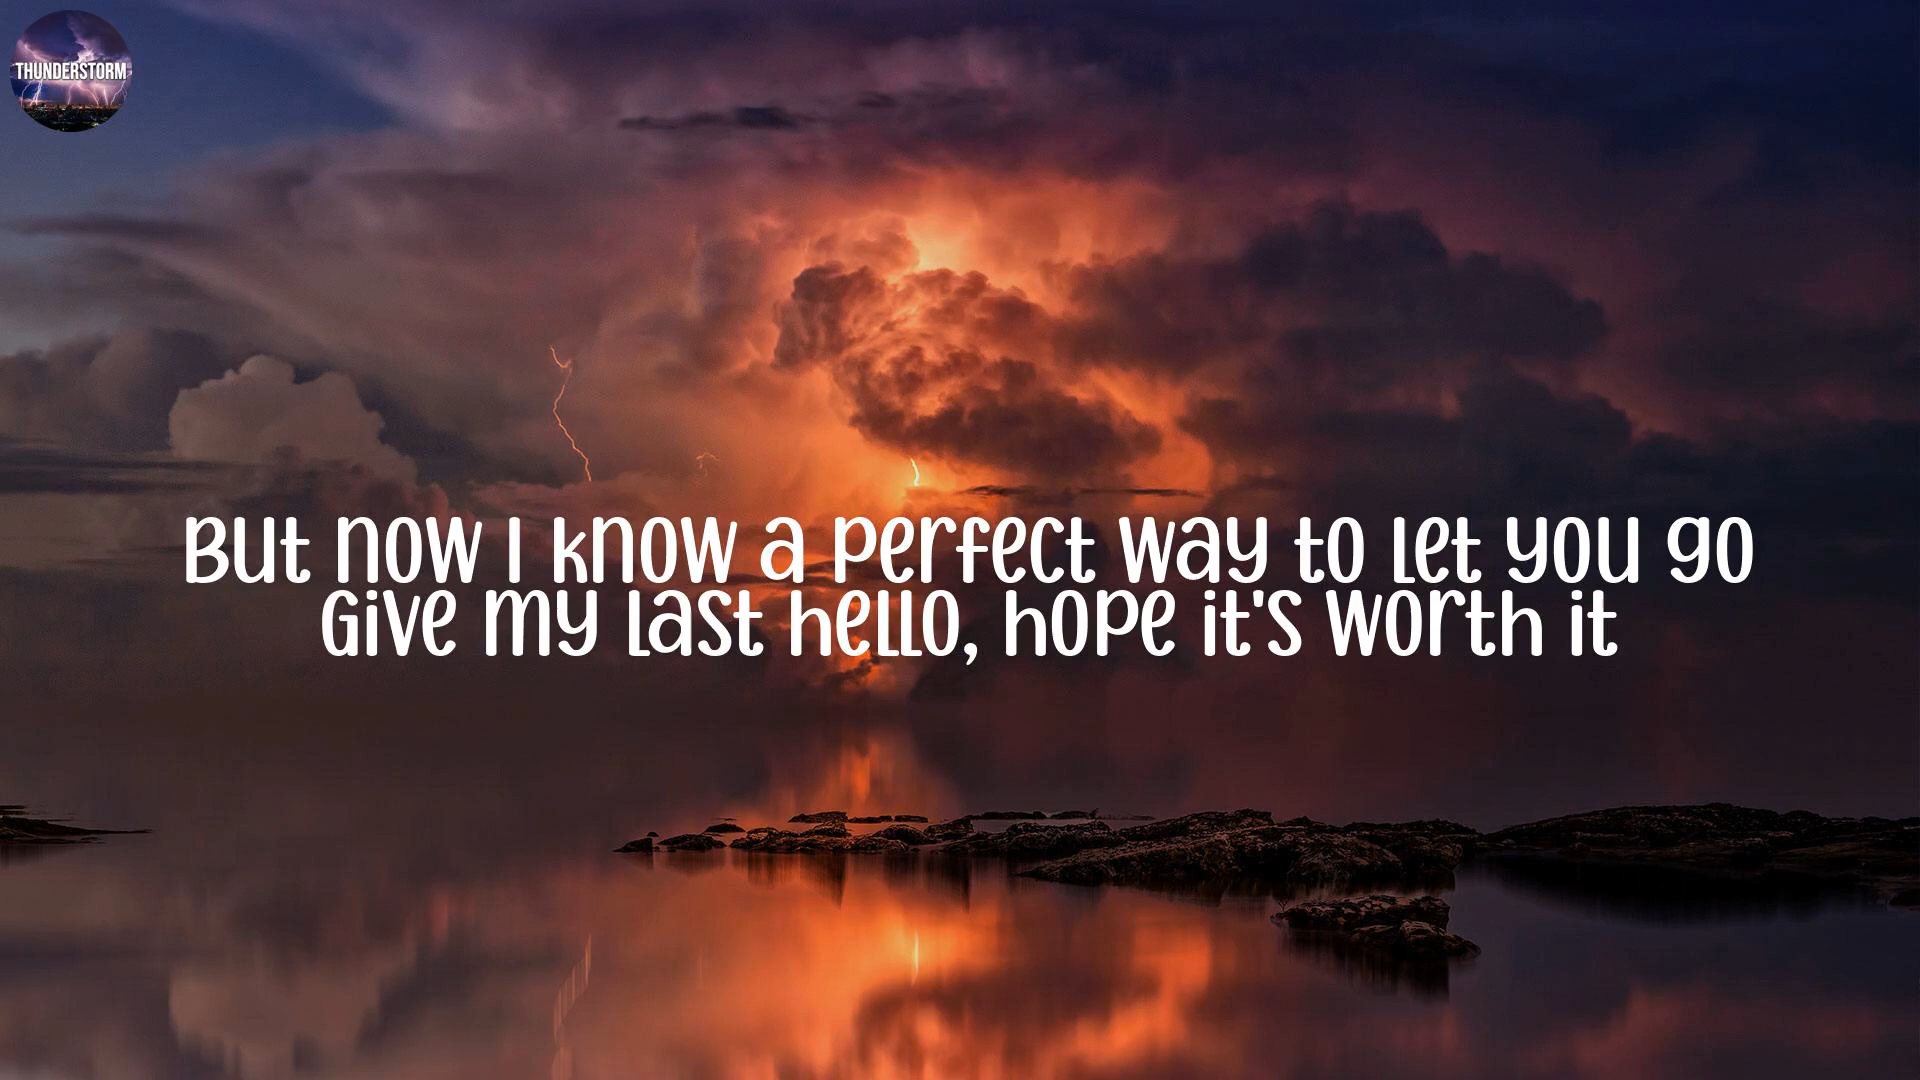 THUNDERSTORM
But now I know a perfect way to let you go
Give my last hello, hope it's worth it